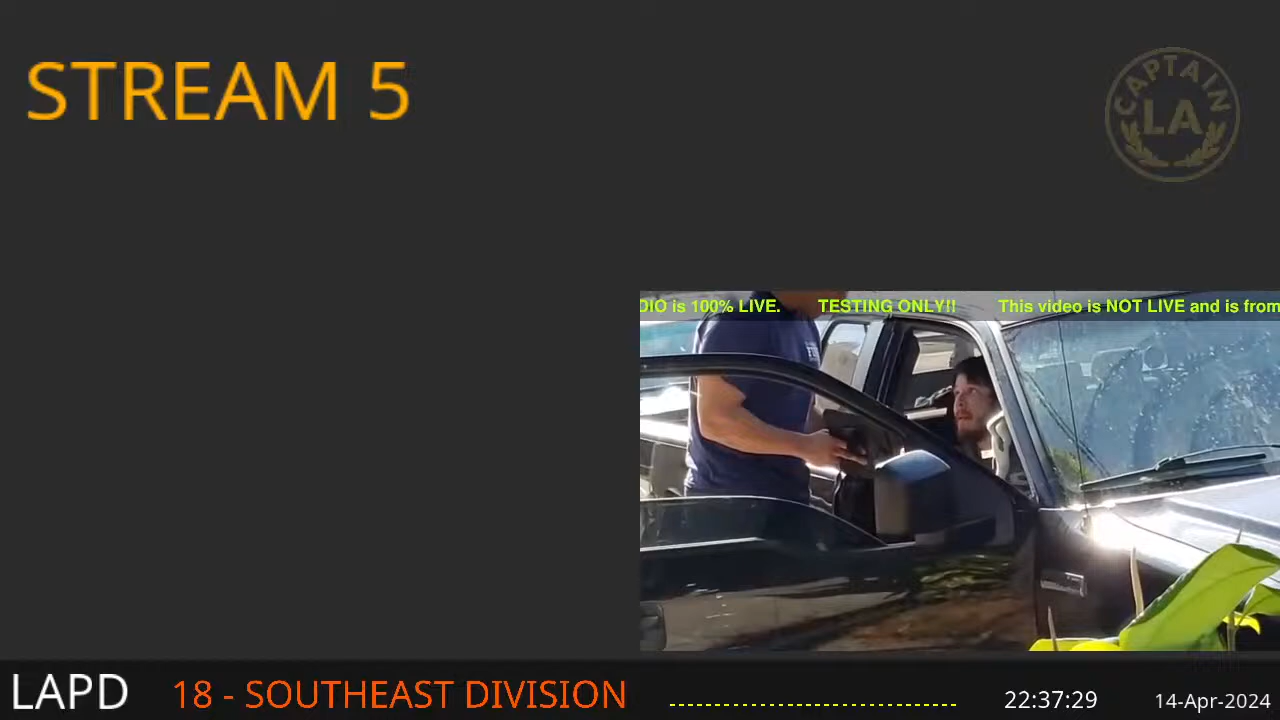 STREAM 5
CAPTAIN
LA
DIO is 100% LIVE. TESTING ONLY!! This video is NOT LIVE and is from
LAPD 18 - SOUTHEAST DIVISION 22:37:29 14-Apr-2024